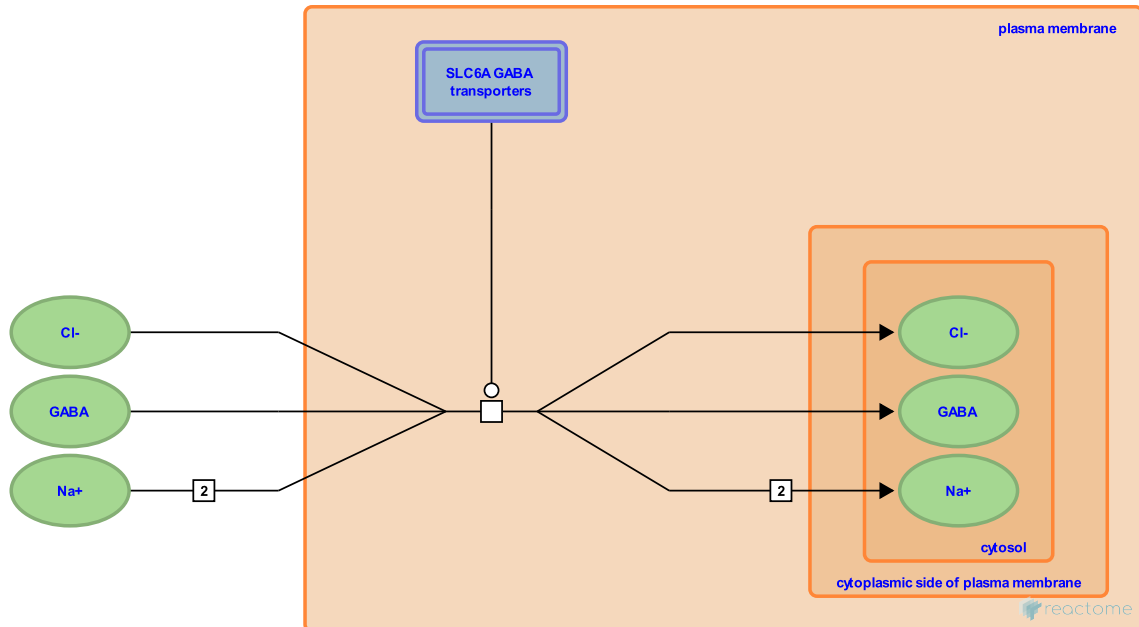 plasma membrane
SLC6A GABA
transporters
Cl-
Cl-
GABA
GABA
Na+
2
2
Na+
cytosol
cytoplasmic side of plasma membrane
reactome